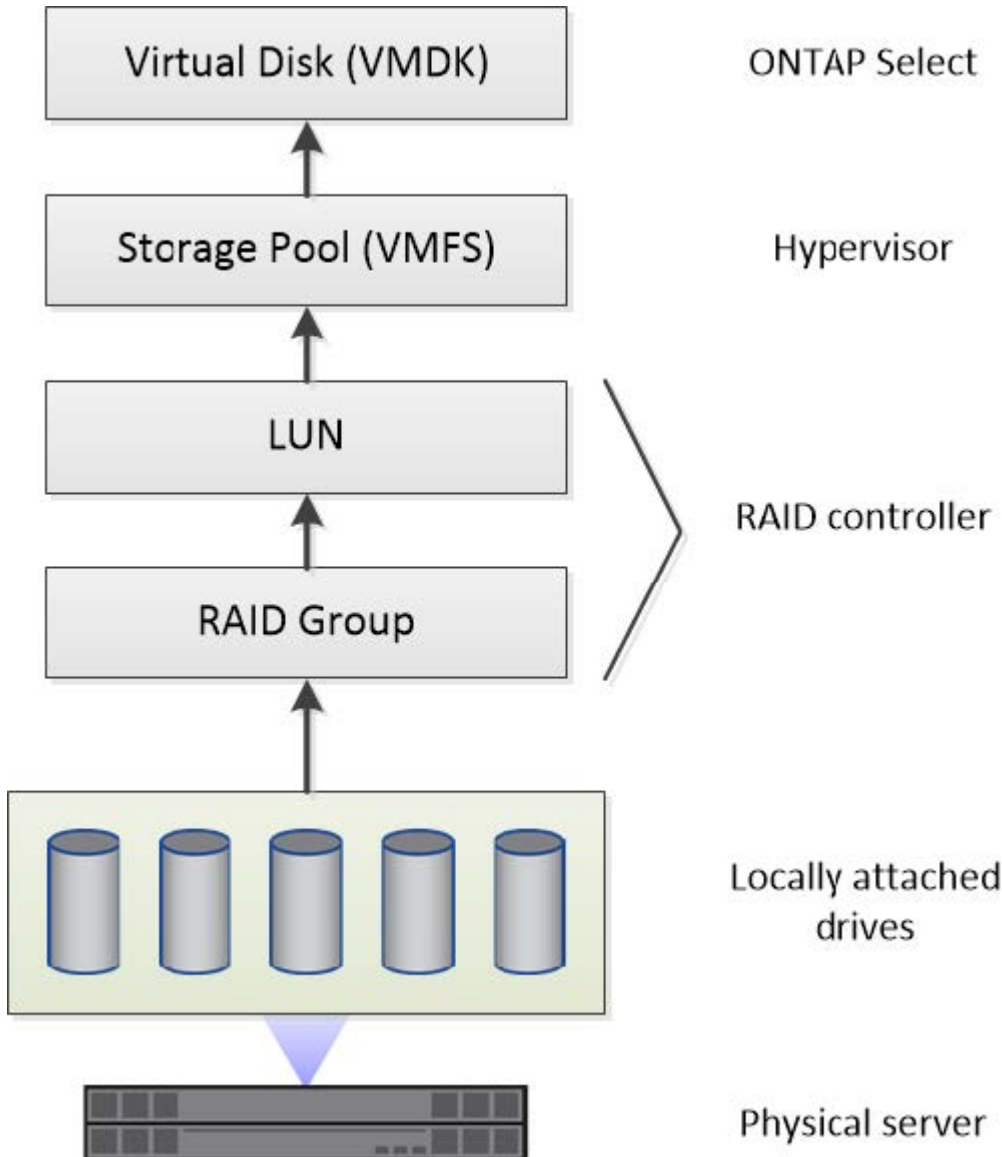 Virtual Disk (VMDK)
ONTAP Select
Storage Pool (VMFS)
Hypervisor
LUN
RAID controller
RAID Group
Locally attached
drives
Physical server